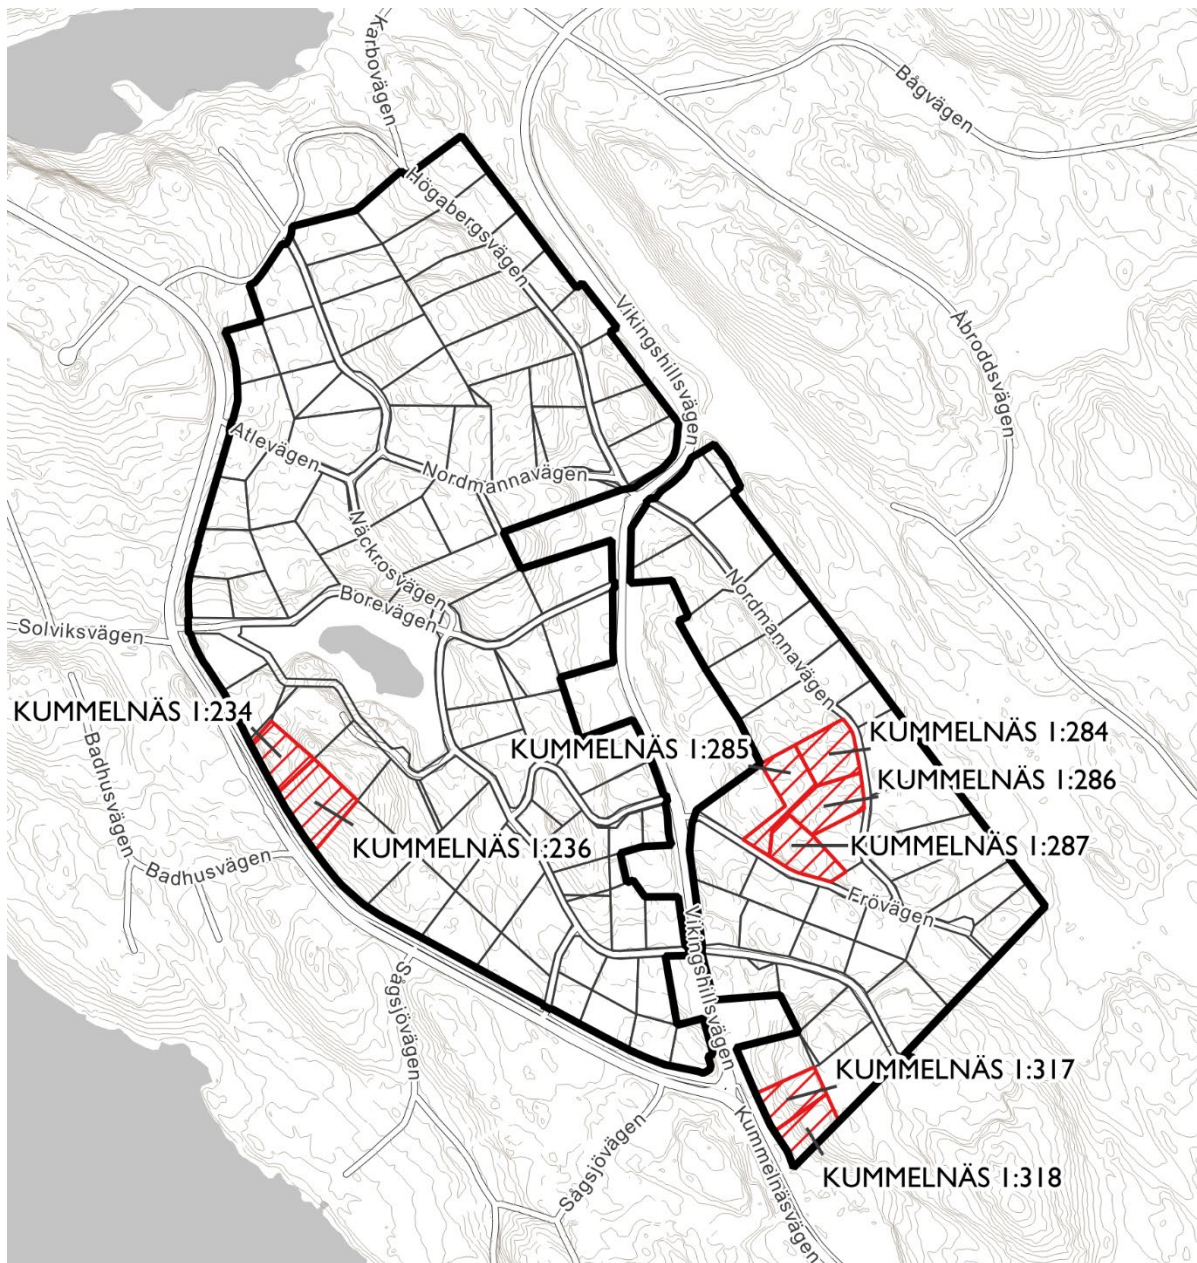 Karbovägen
Bågvägen
Högabergsvägen
Vikingshillsvägen
Åbroddsvägen
Atlevägen
Nordmannavägen
Näckrosvägen
Borevägen
Nordmannavägen
Solviksvägen
KUMMELNÄS 1:234
KUMMELNÄS 1:284
KUMMELNÄS 1:285
KUMMELNÄS 1:286
Badhusvägen
KUMMELNÄS 1:236
KUMMELNÄS 1:287
Badhusvägen
Frövägen
Vikingshillsvägen
Sågsjövägen
KUMMELNÄS 1:317
Sågsjövägen
Kummelnäsvägen
KUMMELNÄS 1:318